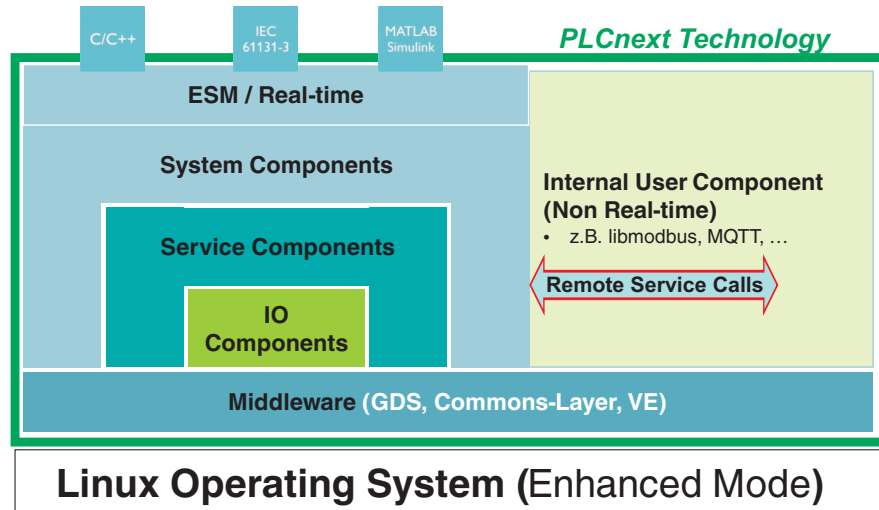 C/C++
IEC
61131-3
MATLAB
Simulink
PLCnext Technology
ESM / Real-time
System Components
Internal User Component
(Non Real-time)
• z.B. libmodbus, MQTT, …
Service Components
Remote Service Calls
IO
Components
Middleware (GDS, Commons-Layer, VE)
Linux Operating System (Enhanced Mode)